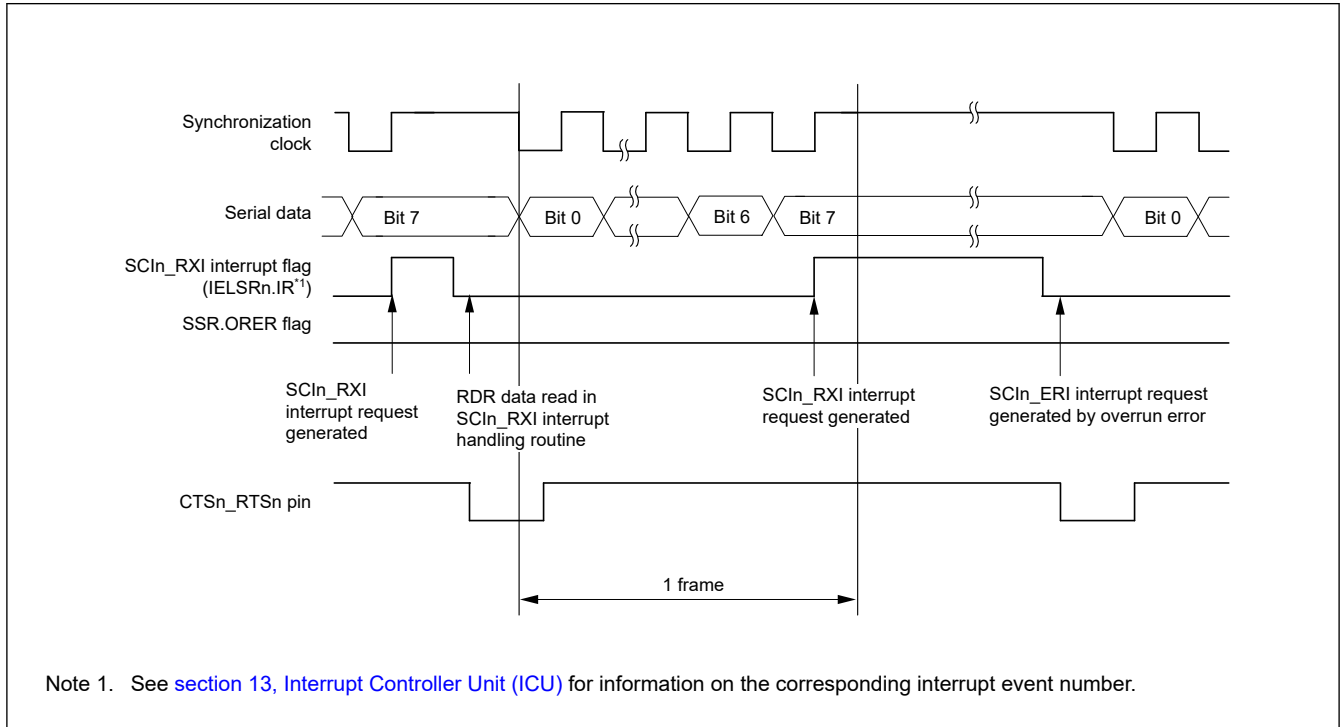 Synchronization
clock
Serial data
Bit 7
Bit 0
Bit 6
Bit 7
Bit 0
SCIn_RXI interrupt flag
(IELSRn.IR*1)
SSR.ORER flag
SCIn_RXI
interrupt request
generated
RDR data read in
SCIn_RXI interrupt
handling routine
SCIn_RXI interrupt
request generated
SCIn_ERI interrupt request
generated by overrun error
CTSn_RTSn pin
1 frame
Note 1. See section 13, Interrupt Controller Unit (ICU) for information on the corresponding interrupt event number.